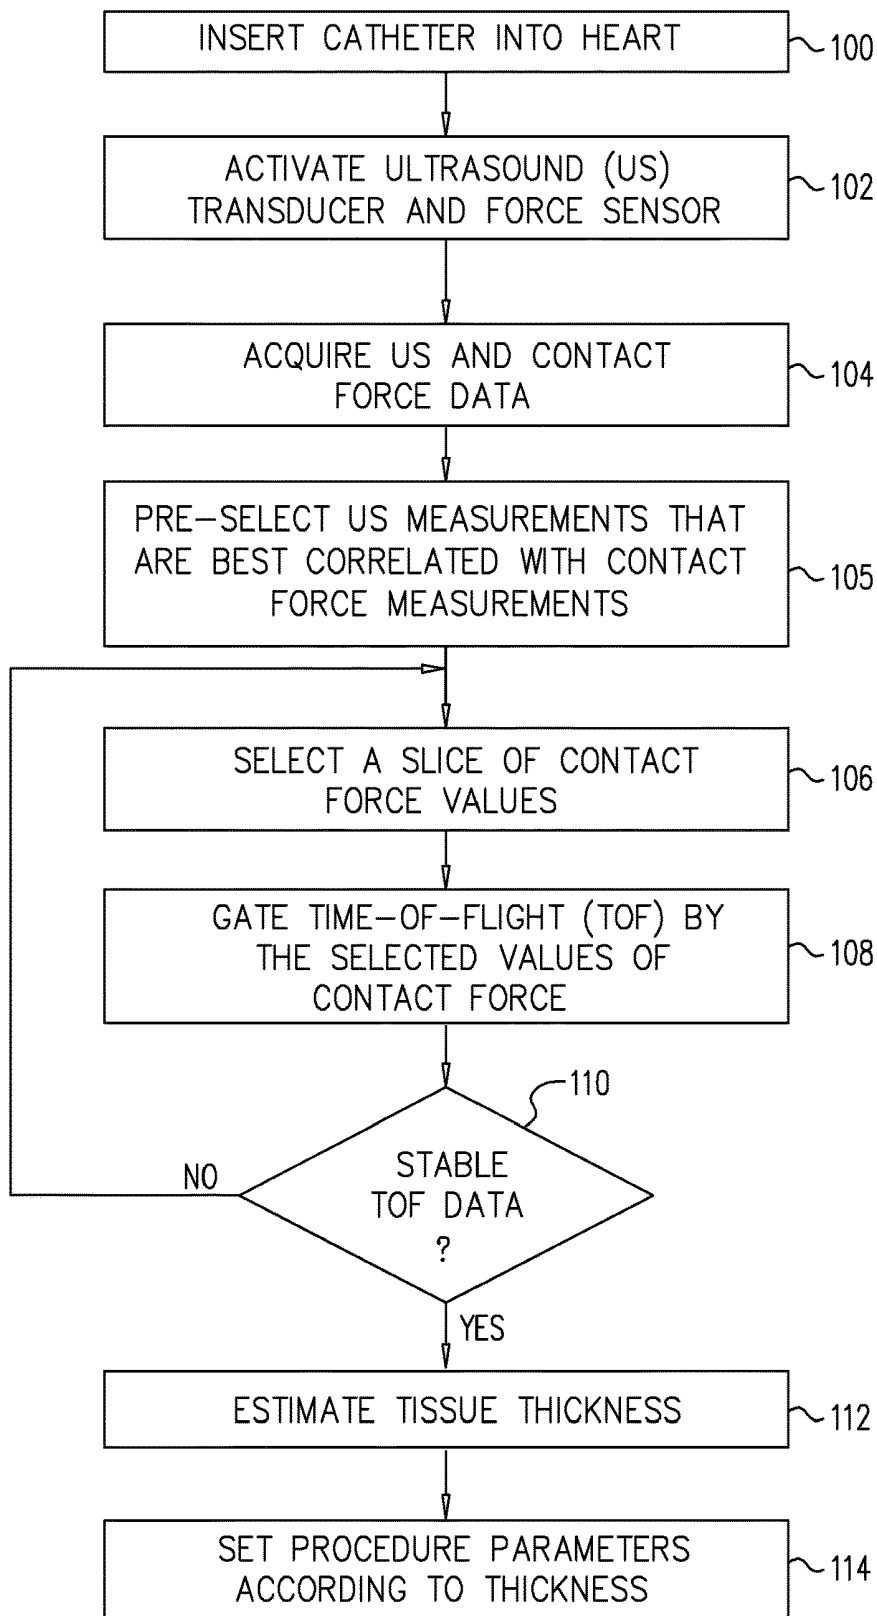 INSERT CATHETER INTO HEART
100
ACTIVATE ULTRASOUND (US)
TRANSDUCER AND FORCE SENSOR
102
ACQUIRE US AND CONTACT
FORCE DATA
104
PRE-SELECT US MEASUREMENTS THAT
ARE BEST CORRELATED WITH CONTACT
FORCE MEASUREMENTS
105
SELECT A SLICE OF CONTACT
FORCE VALUES
106
GATE TIME-OF-FLIGHT (TOF) BY
THE SELECTED VALUES OF
CONTACT FORCE
108
110
STABLE
TOF DATA
?
NO
YES
ESTIMATE TISSUE THICKNESS
112
SET PROCEDURE PARAMETERS
ACCORDING TO THICKNESS
114